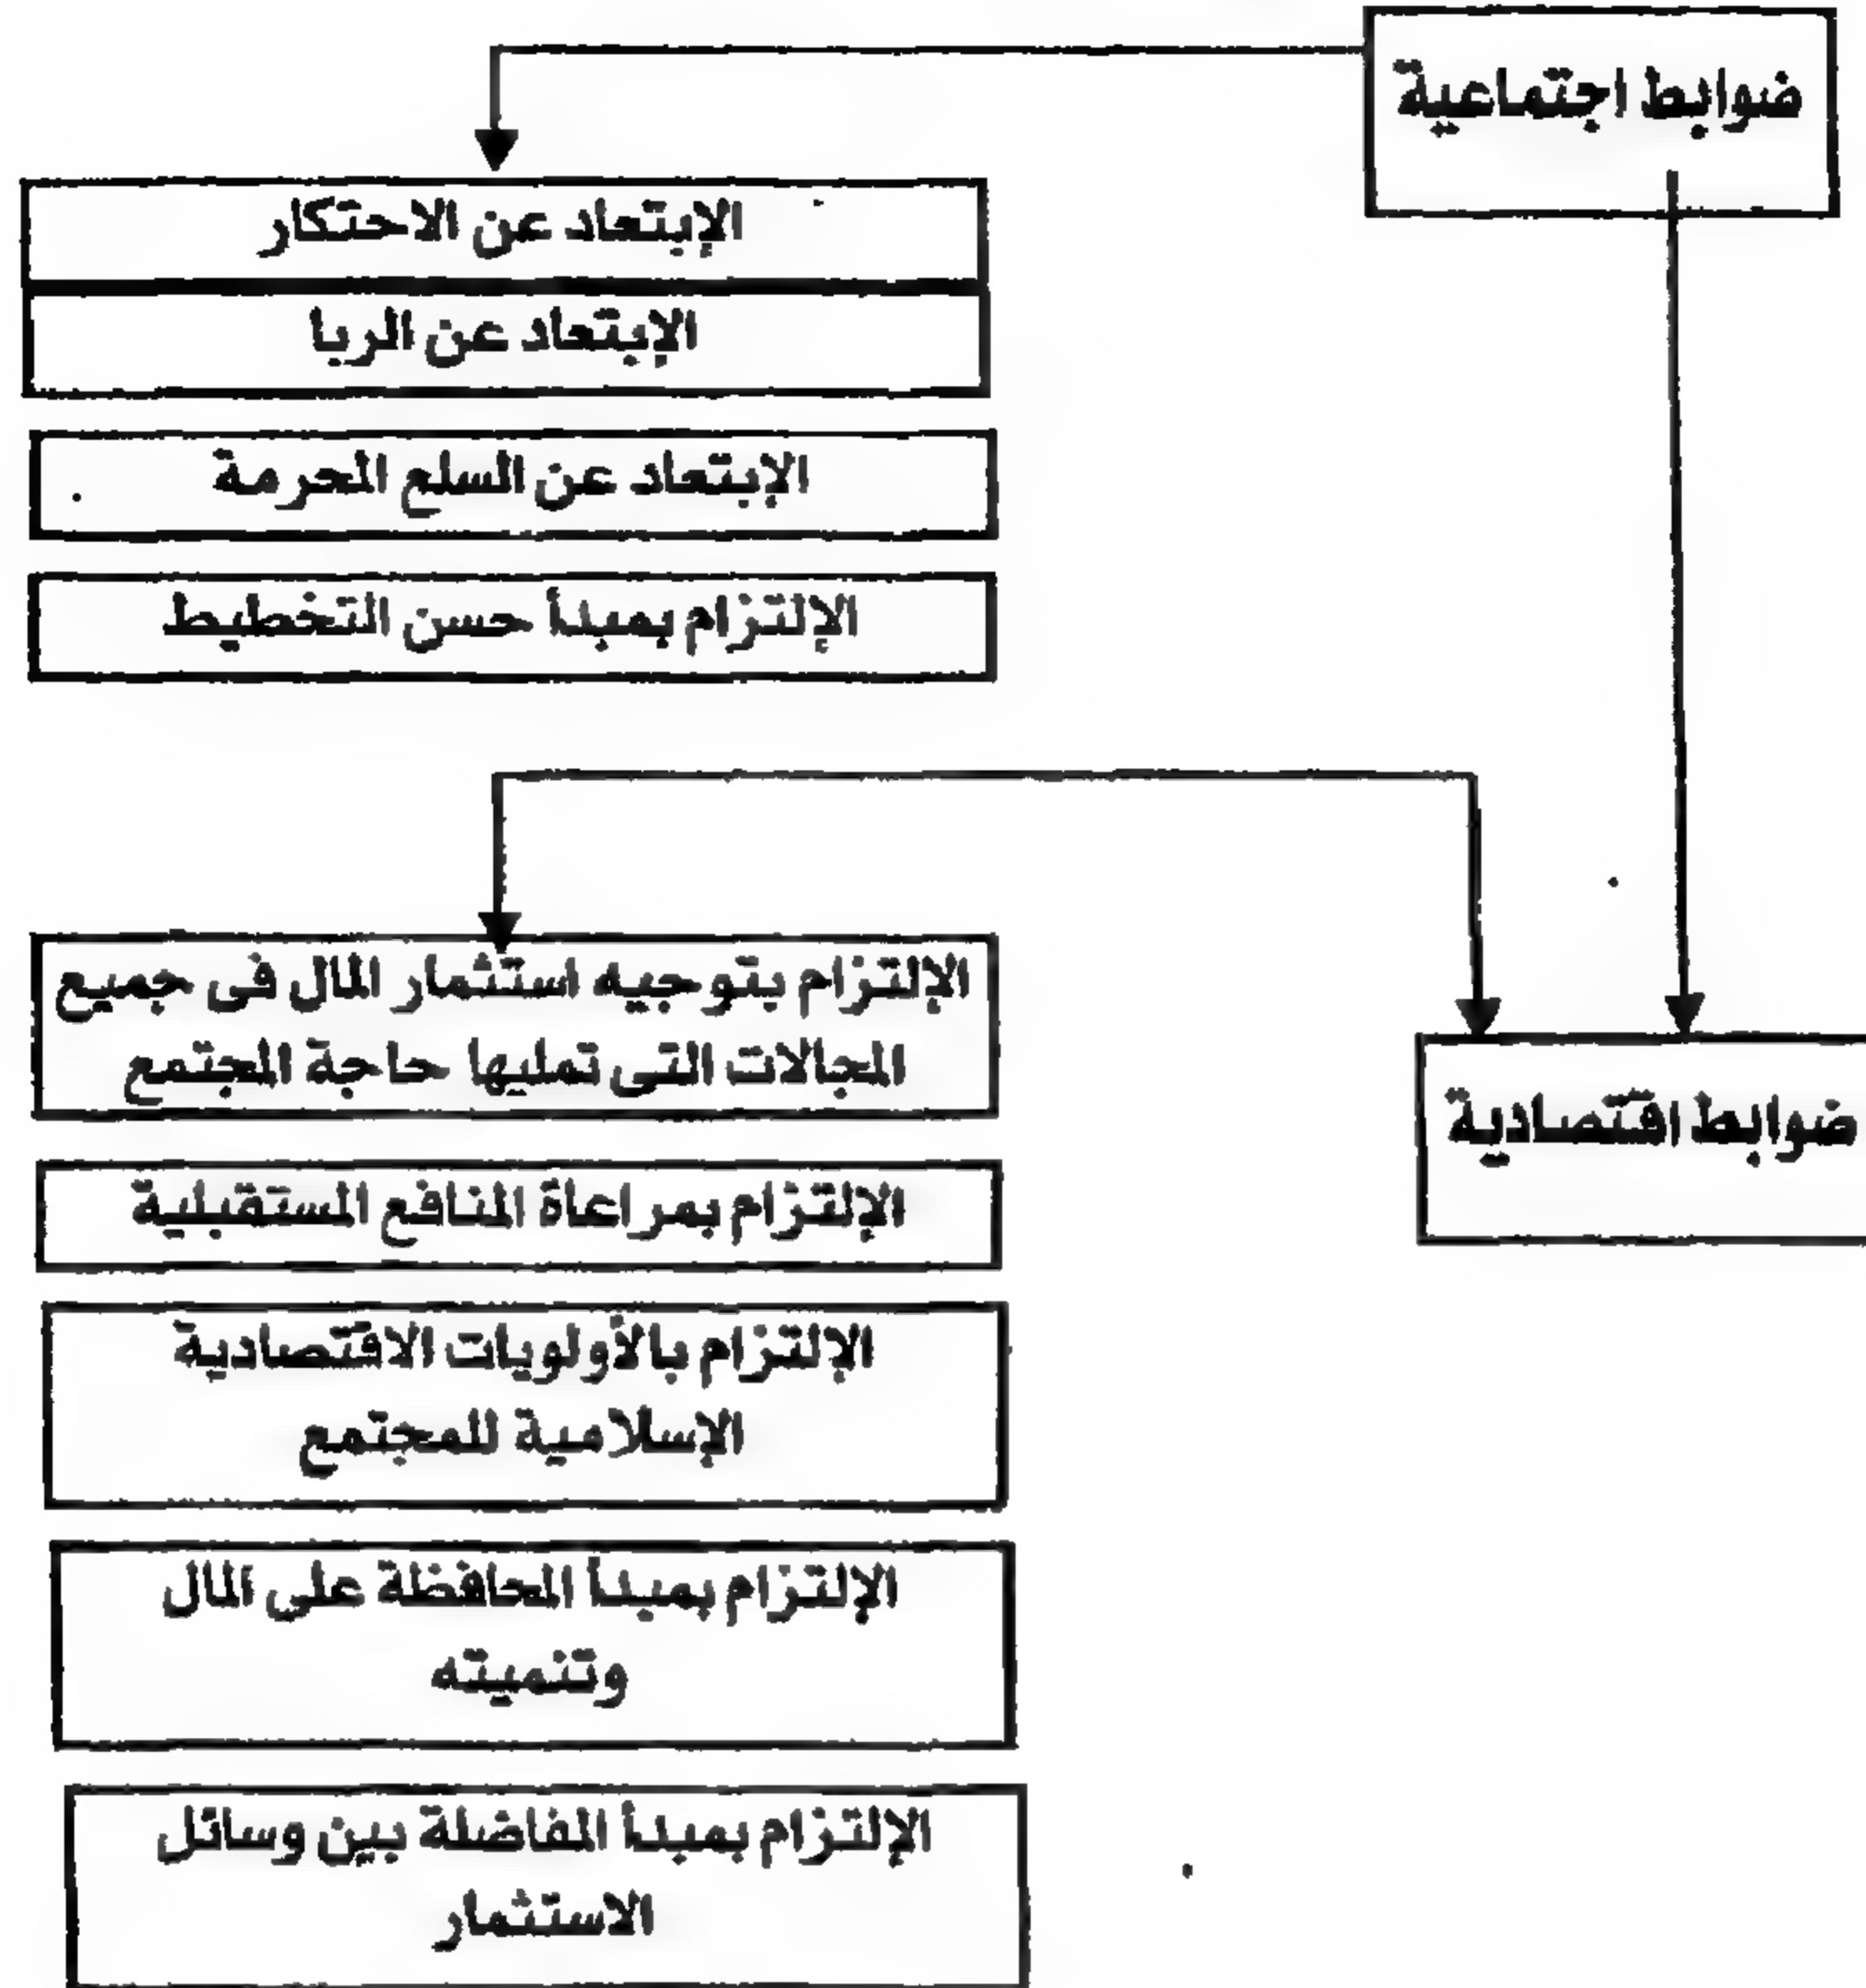 ضوابط اجتماعية
الإبتعاد عن الاحتكار
الإبتعاد عن الربا
الإبتعاد عن السلع المحرمة
الإلتزام بمبدأ حسن التخطيط
ضوابط اقتصادية
الإلتزام بتوجيه استثمار المال فى جميع
المجالات التى تمليها حاجة المجتمع
الإلتزام بمراعاة المنافع المستقبلية
الإلتزام بالأولويات الاقتصادية
الإسلامية للمجتمع
الإلتزام بمبدأ المحافظة على المال
وتنميته
الإلتزام بمبدأ المفاضلة بين وسائل
الاستثمار